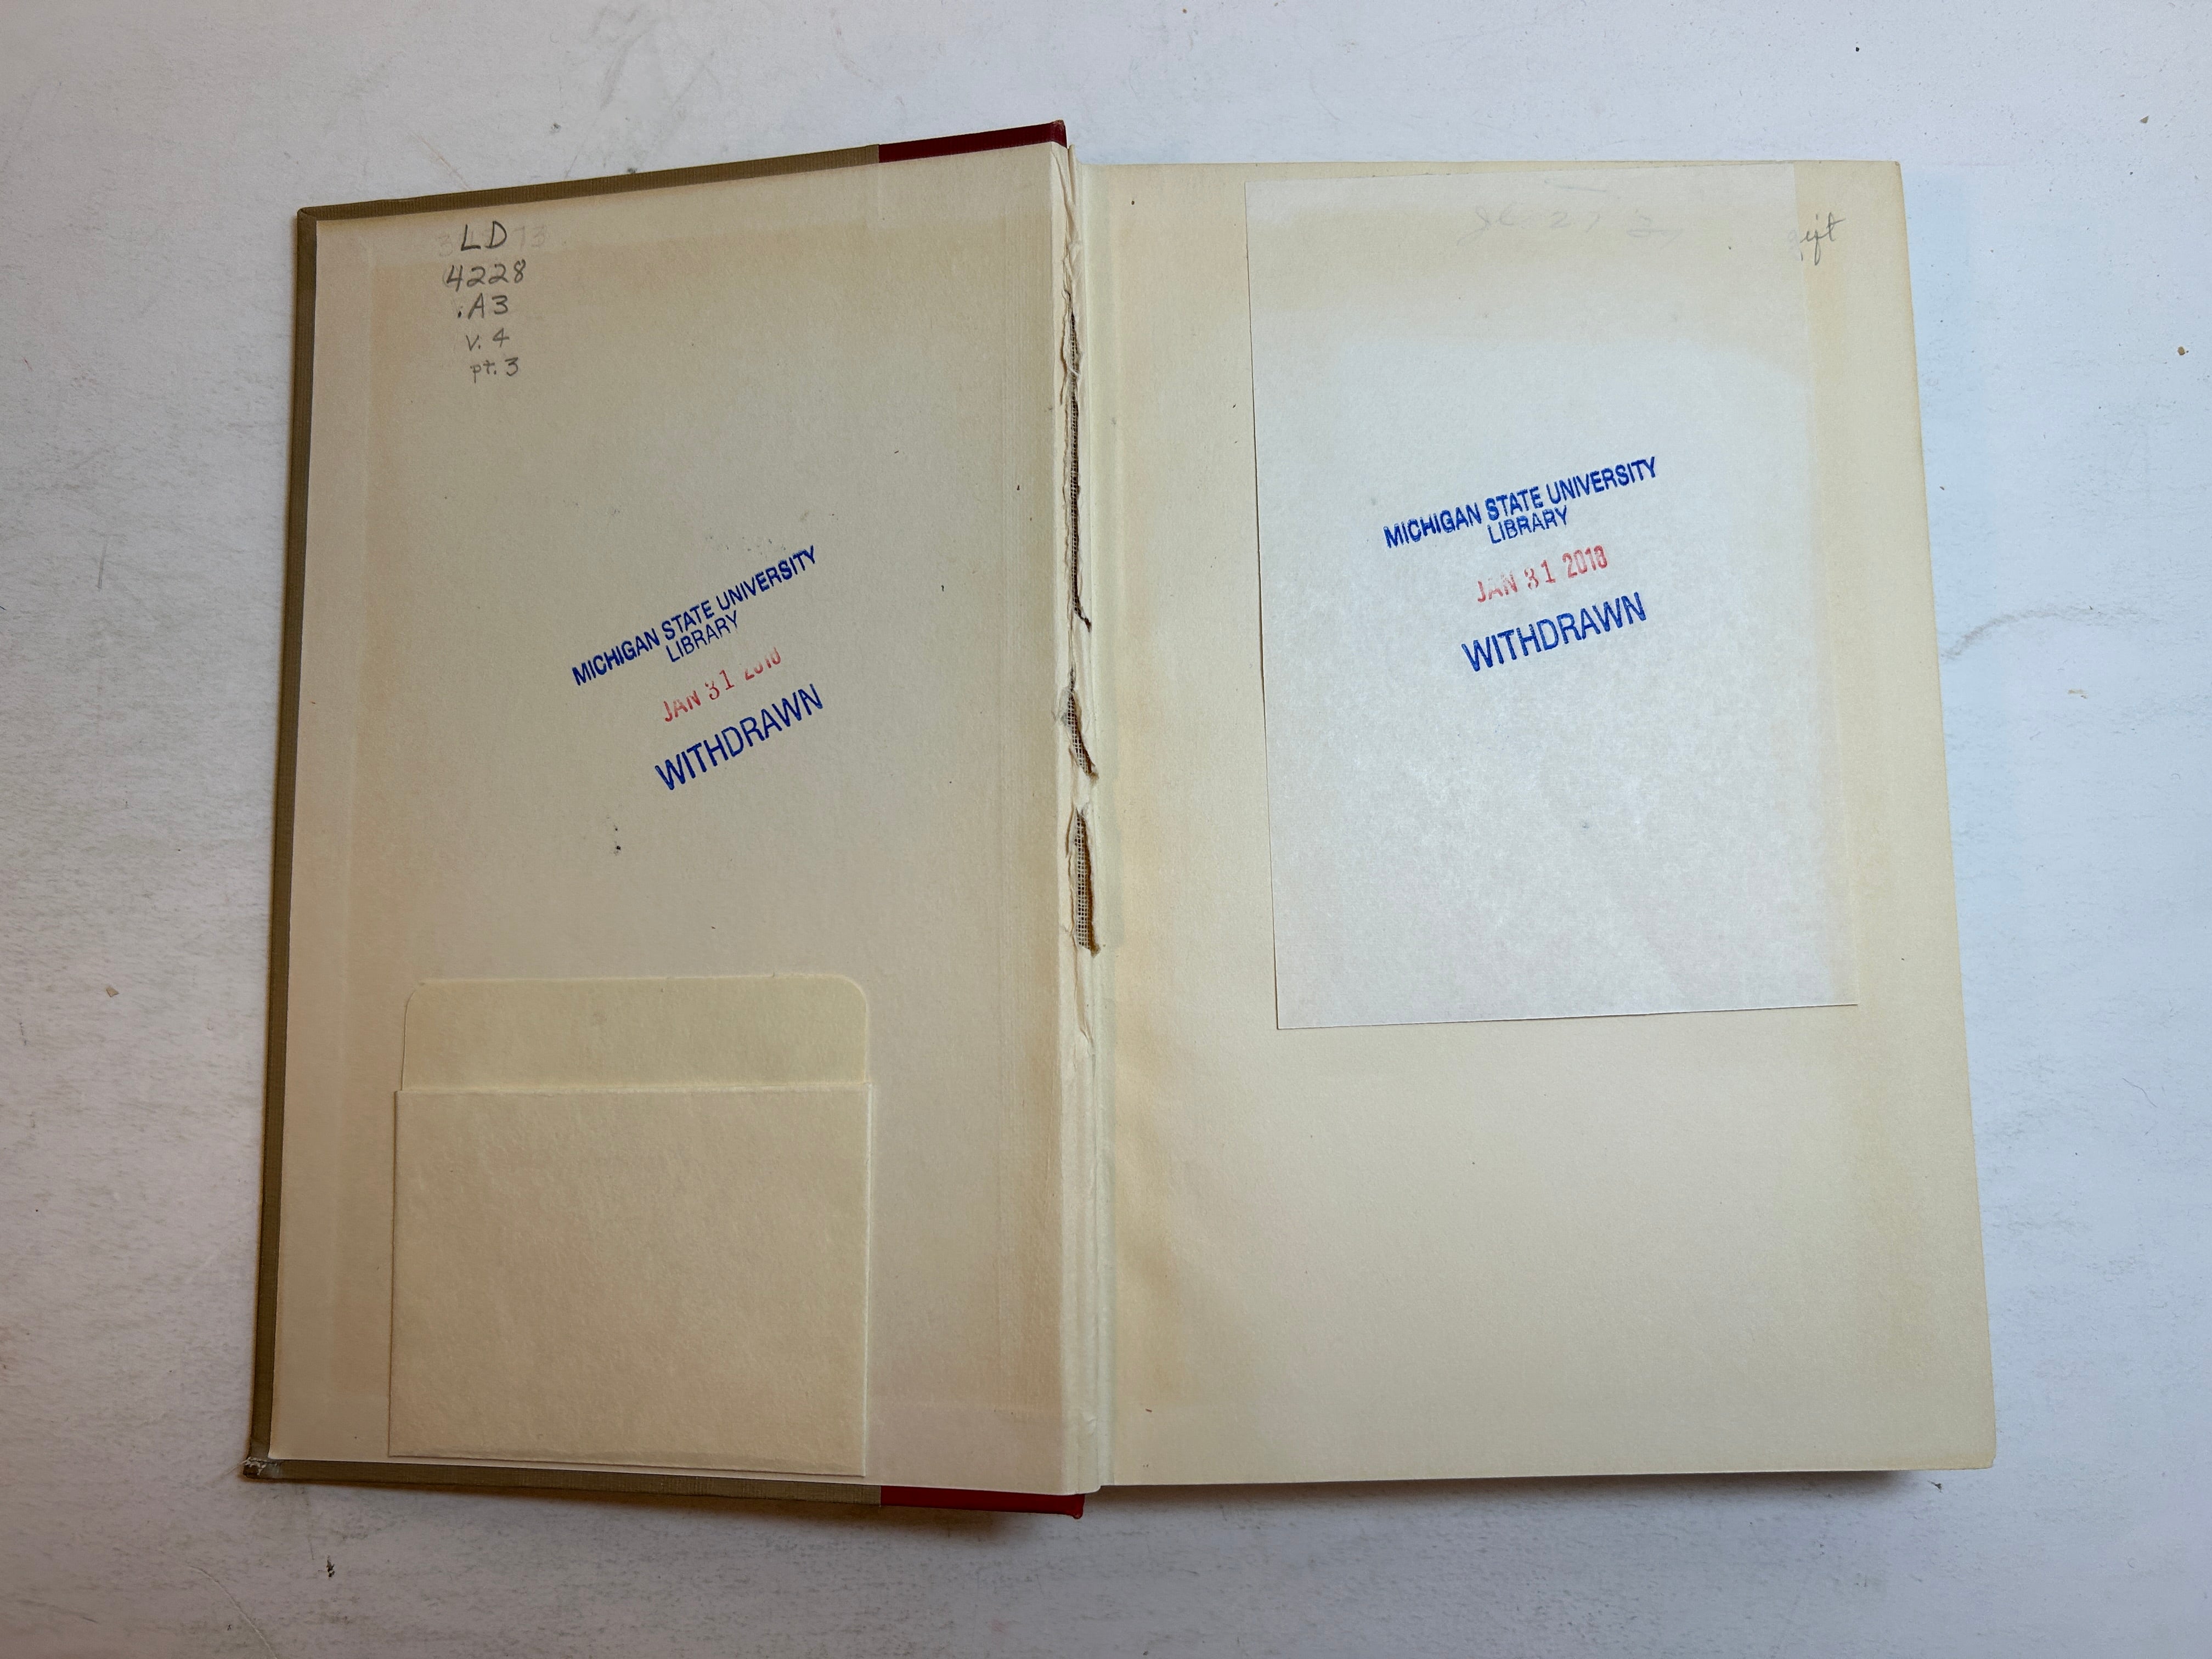 LD
4228
.A3
v. 4
pt. 3
MICHIGAN STATE UNIVERSITY
LIBRARY
JAN 31 2018
WITHDRAWN
gift
MICHIGAN STATE UNIVERSITY
LIBRARY
JAN 31 2018
WITHDRAWN